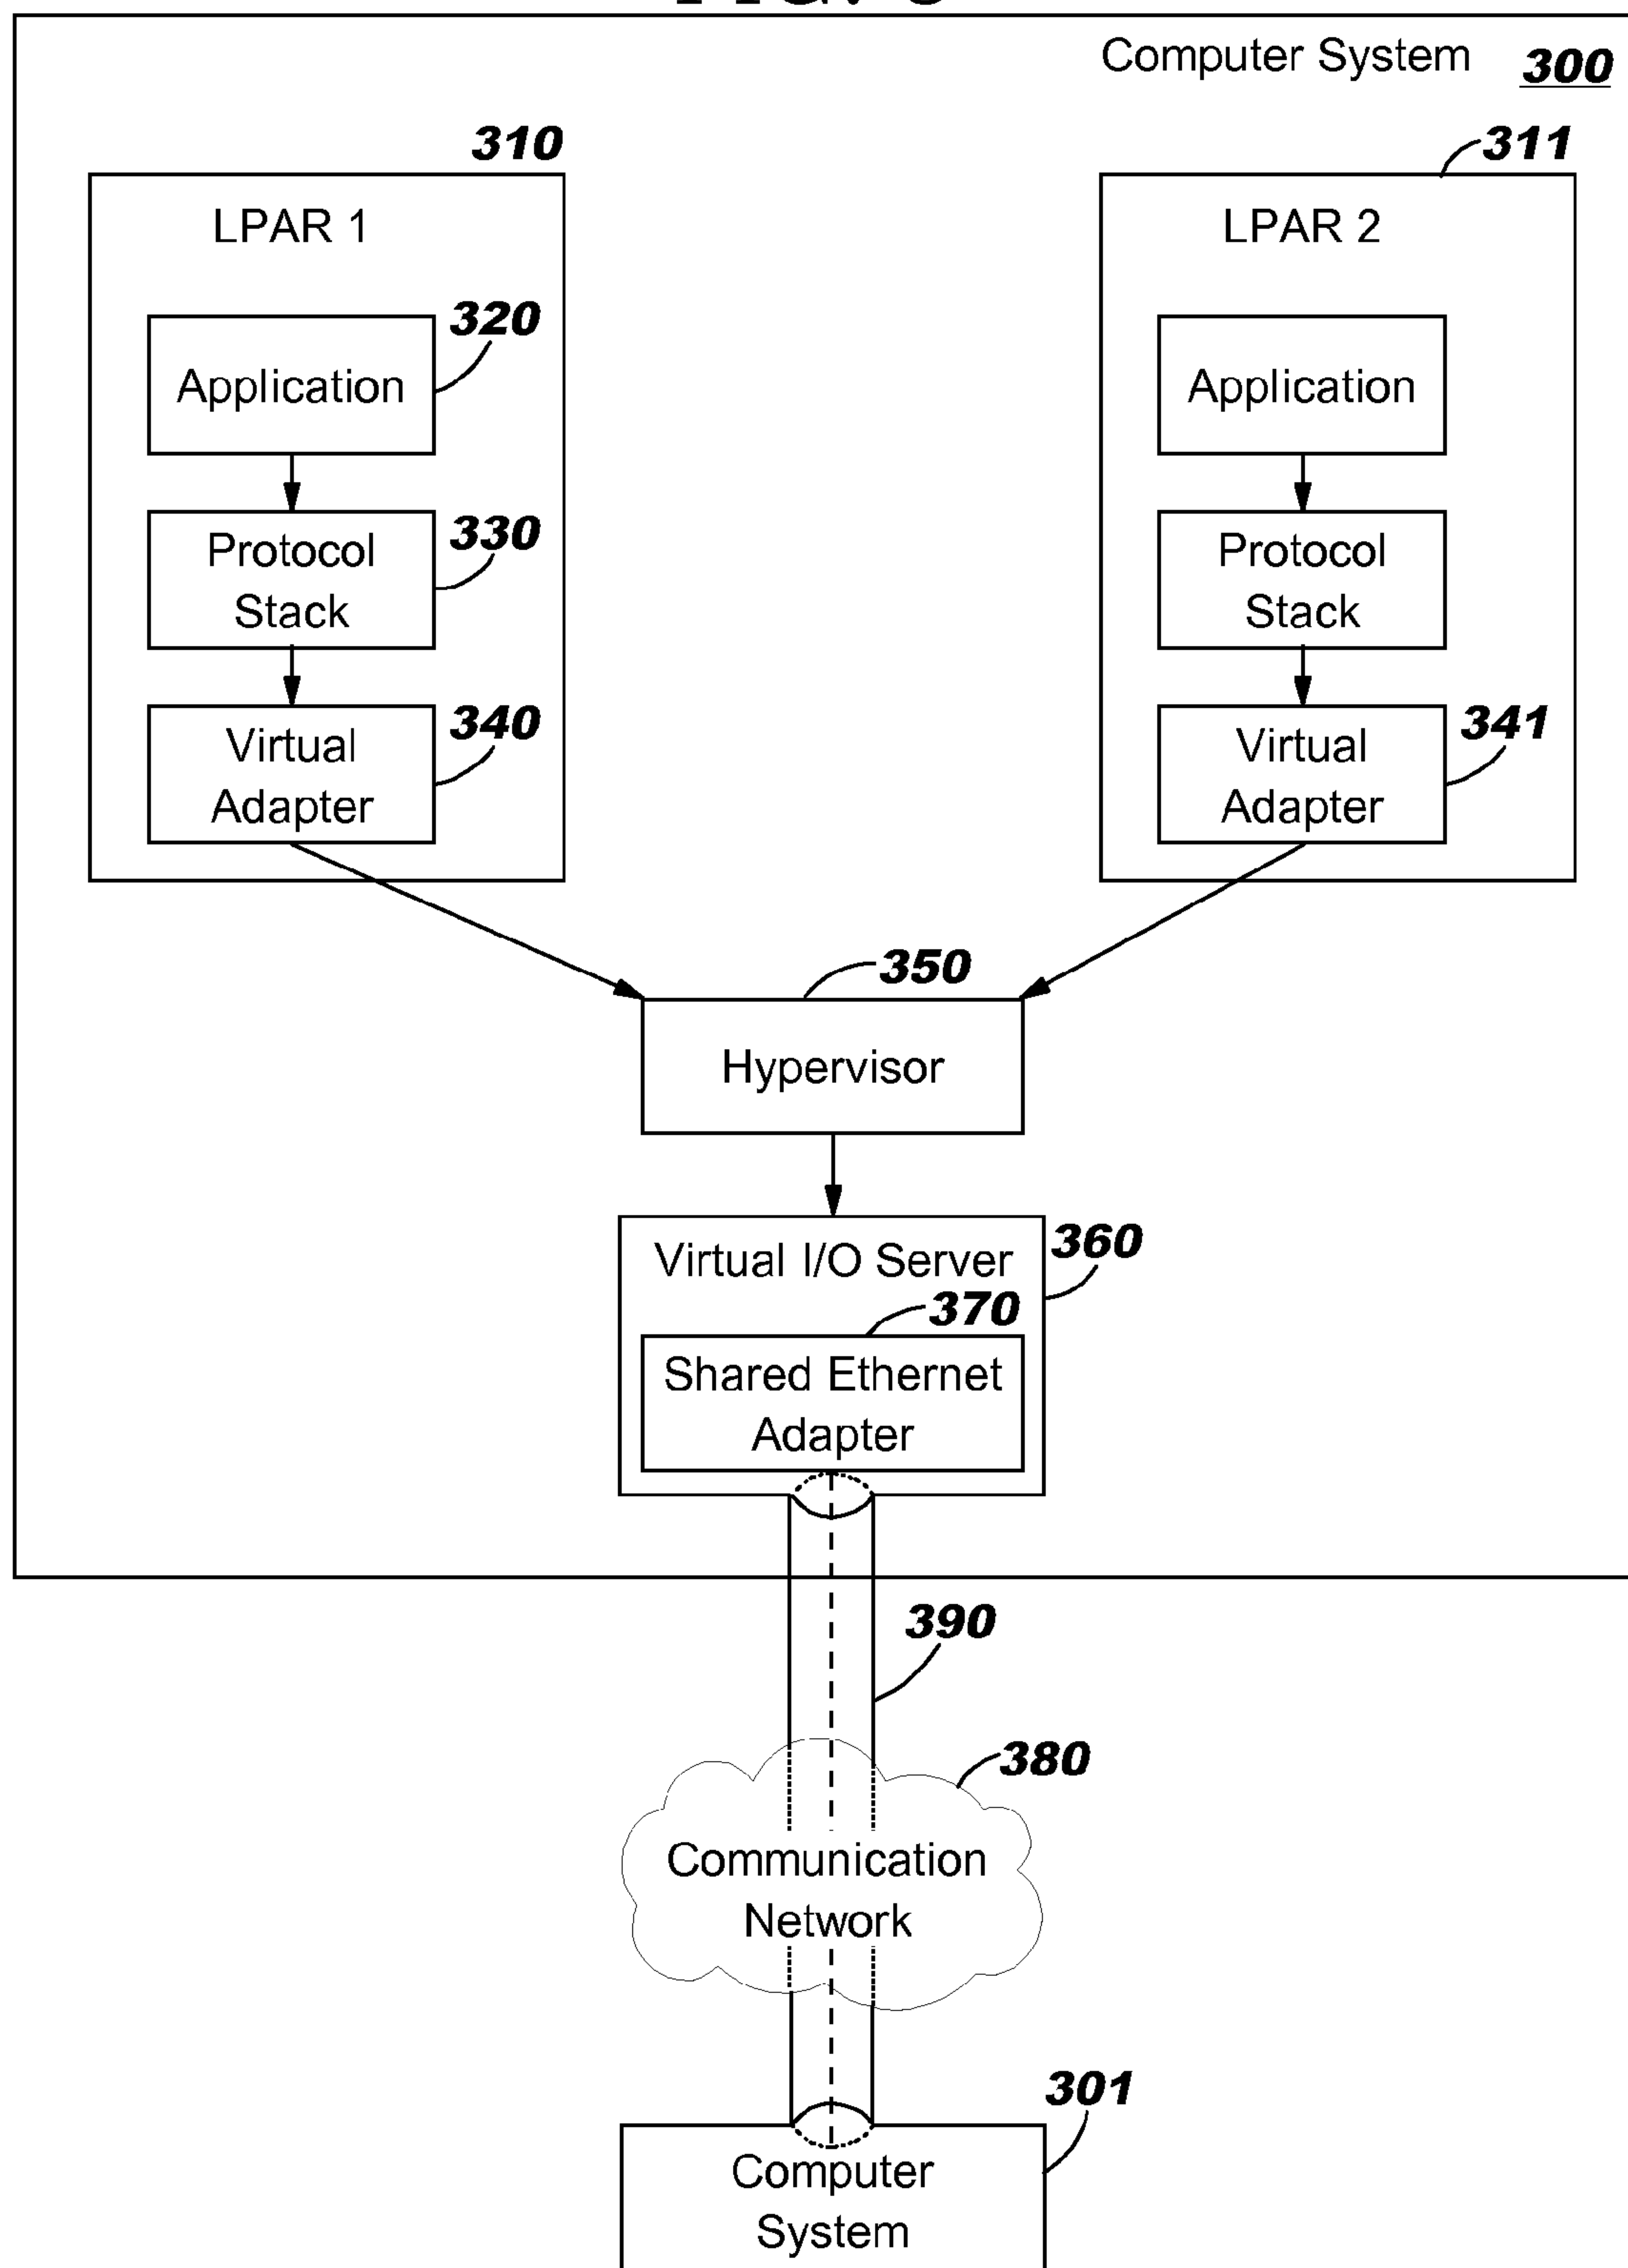 Computer System 300
310
311
LPAR 1
LPAR 2
320
Application
Application
330
Protocol
Stack
Protocol
Stack
340
Virtual
Adapter
341
Virtual
Adapter
350
Hypervisor
360
Virtual I/O Server
370
Shared Ethernet
Adapter
390
380
Communication
Network
301
Computer
System